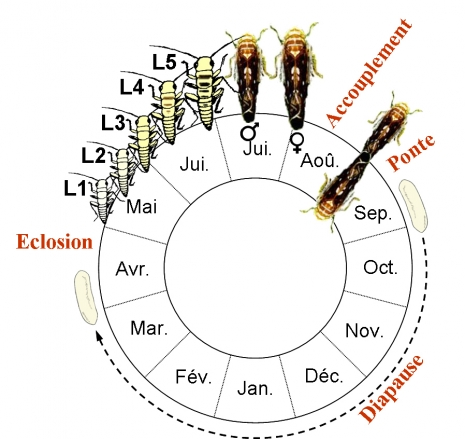 L5
L4
L3
L2
L1
♂
♀
Accouplement
Ponte
Diapause
Eclosion
Jan.
Fév.
Mar.
Avr.
Mai
Jui.
Jui.
Aoû.
Sep.
Oct.
Nov.
Déc.